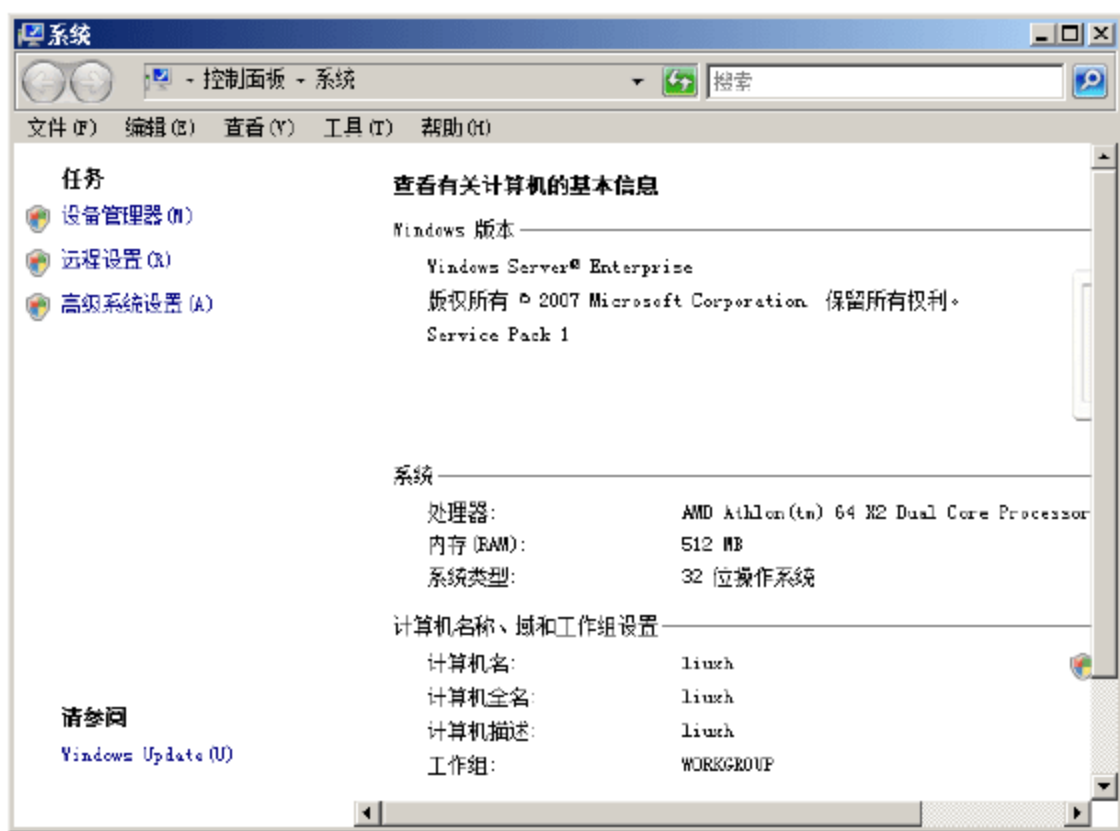 系统
控制面板 系统
搜索
文件(F) 编辑(E) 查看(V) 工具(T) 帮助(H)
任务
设备管理器(M)
远程设置(R)
高级系统设置(A)
请参阅
Windows Update(U)
查看有关计算机的基本信息
Windows 版本
Windows Server® Enterprise
版权所有 © 2007 Microsoft Corporation. 保留所有权利。
Service Pack 1
系统
处理器: AMD Athlon(tm) 64 X2 Dual Core Processor
内存(RAM): 512 MB
系统类型: 32 位操作系统
计算机名称、域和工作组设置
计算机名: liuxh
计算机全名: liuxh
计算机描述: liuxh
工作组: WORKGROUP